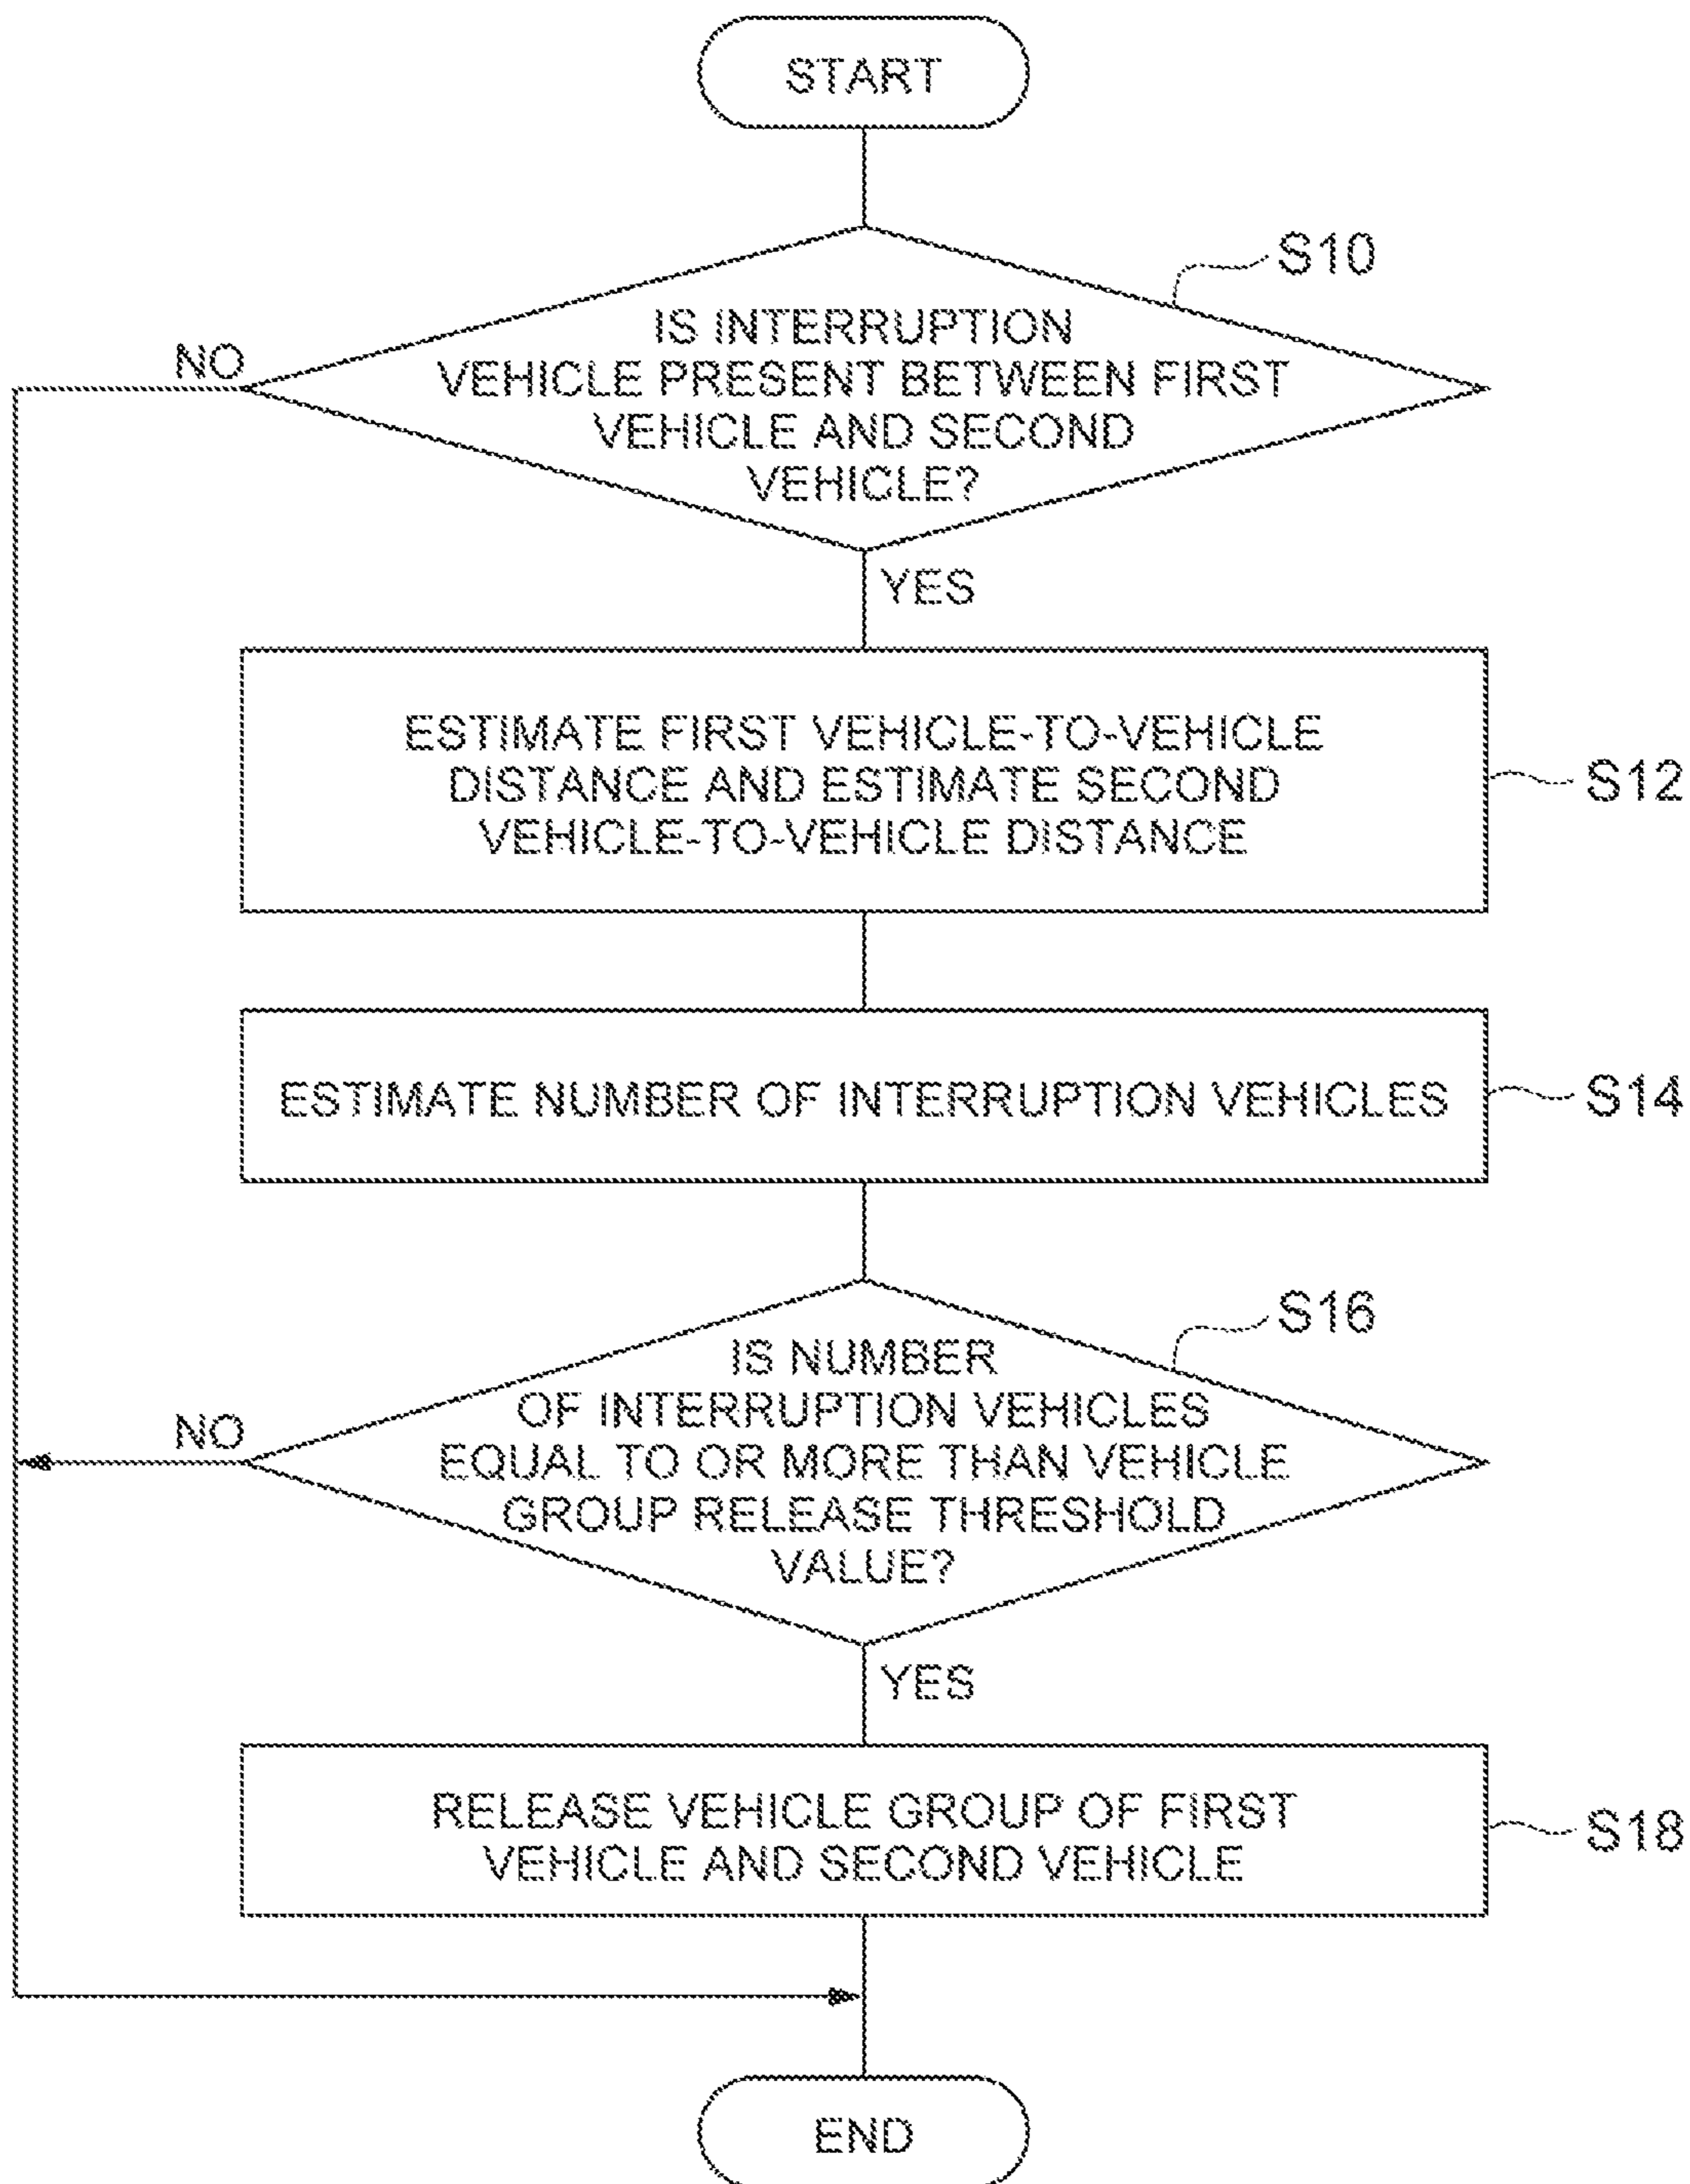 START
S10
IS INTERRUPTION
NO
VEHICLE PRESENT BETWEEN FIRST
VEHICLE AND SECOND
VEHICLE?
YES
ESTIMATE FIRST VEHICLE-TO-VEHICLE
DISTANCE AND ESTIMATE SECOND
VEHICLE-TO-VEHICLE DISTANCE
S12
ESTIMATE NUMBER OF INTERRUPTION VEHICLES
S14
S16
IS NUMBER
OF INTERRUPTION VEHICLES
NO
EQUAL TO OR MORE THAN VEHICLE
GROUP RELEASE THRESHOLD
VALUE?
YES
RELEASE VEHICLE GROUP OF FIRST
VEHICLE AND SECOND VEHICLE
S18
END